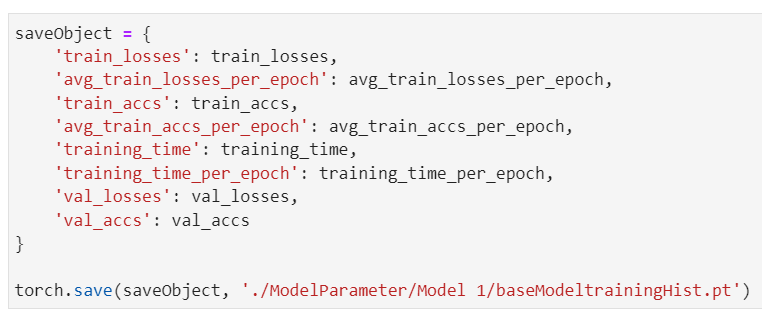 saveObject = {
    'train_losses': train_losses,
    'avg_train_losses_per_epoch': avg_train_losses_per_epoch,
    'train_accs': train_accs,
    'avg_train_accs_per_epoch': avg_train_accs_per_epoch,
    'training_time': training_time,
    'training_time_per_epoch': training_time_per_epoch,
    'val_losses': val_losses,
    'val_accs': val_accs
}
torch.save(saveObject, './ModelParameter/Model 1/baseModeltrainingHist.pt')